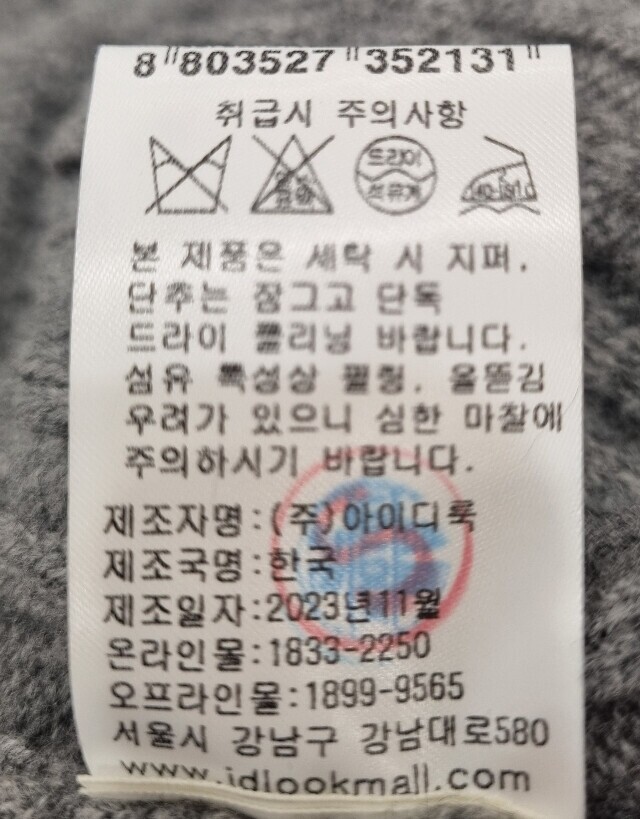 8 803527 352131
취급시 주의사항
드라이
석유계
140-160℃
본 제품은 세탁 시 지퍼,
단추는 잠그고 단독
드라이 클리닝 바랍니다.
섬유 특성상 필링, 올뜯김
우려가 있으니 심한 마찰에
주의하시기 바랍니다.
제조자명:(주)아이디룩
제조국명:한국
제조일자:2023년11월
온라인몰:1833-2250
오프라인몰:1899-9565
서울시 강남구 강남대로580
www.idlookmall.com